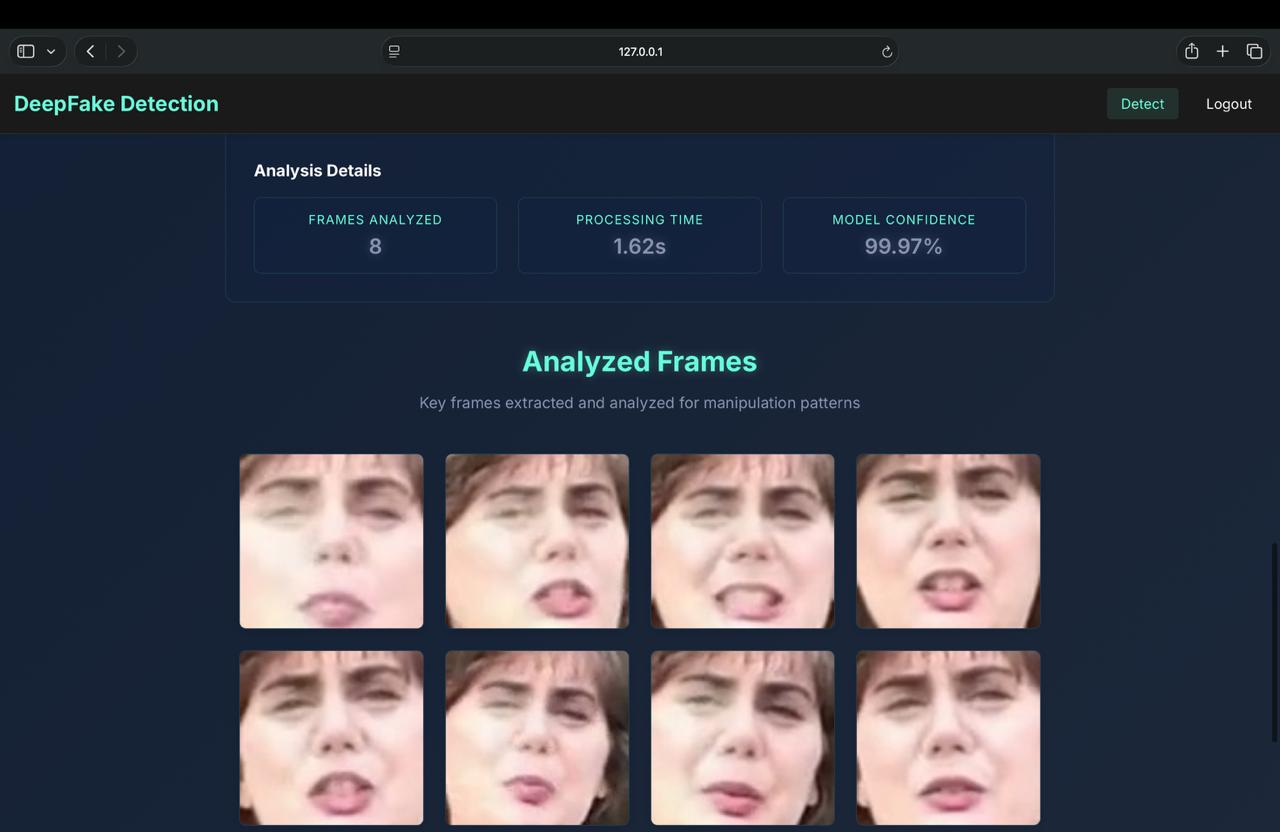 127.0.0.1
DeepFake Detection
Detect
Logout
Analysis Details
FRAMES ANALYZED
8
PROCESSING TIME
1.62s
MODEL CONFIDENCE
99.97%
Analyzed Frames
Key frames extracted and analyzed for manipulation patterns